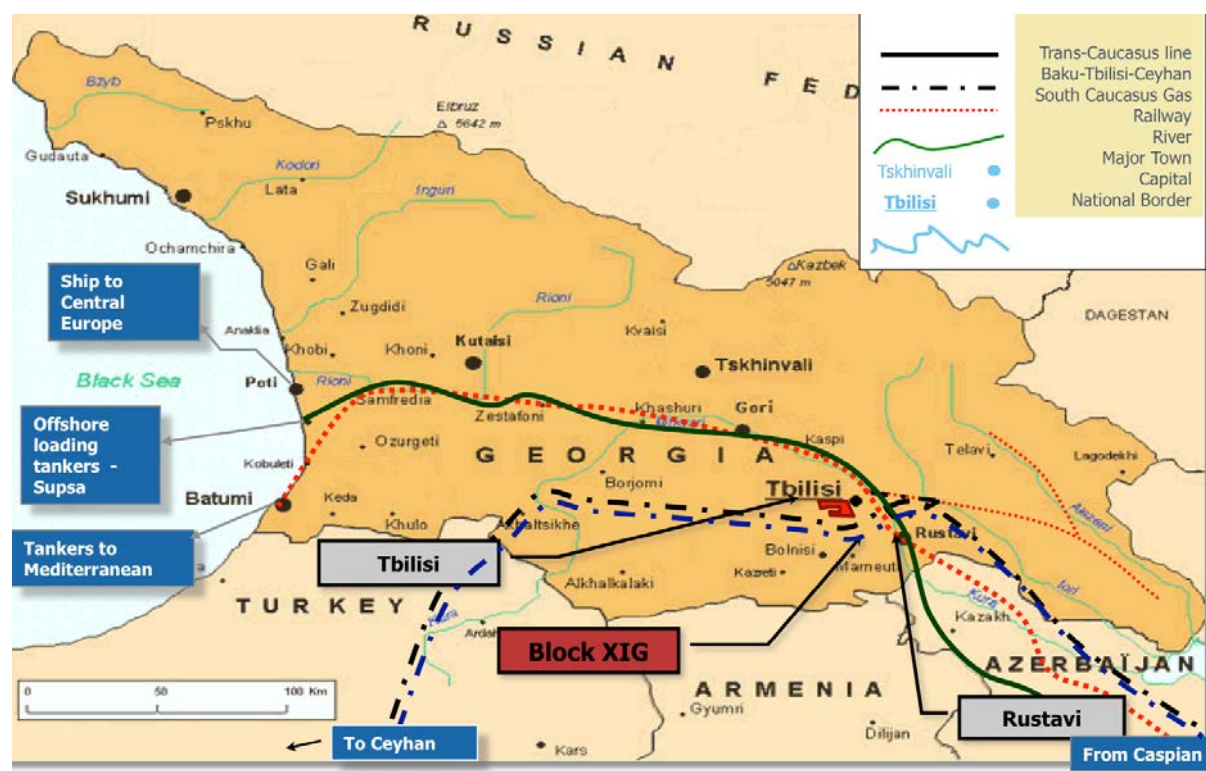 RUSSIAN FED
Trans-Caucasus line
Baku-Tbilisi-Ceyhan
South Caucasus Gas
Railway
River
Major Town
Capital
National Border
Tskhinvali
Tbilisi
Bzyb
Pskhu
Elbruz
5642 m
Gudauta
Kodori
Lata
Inguri
Sukhumi
Ochamchira
Kazbek
5047 m
DAGESTAN
Ship to
Central
Europe
Gali
Zugdidi
Rioni
Kvaisi
Anaklia
Khobi
Khoni
Kutaisi
Tskhinvali
Black Sea
Poti
Rioni
Samfredia
Zestafoni
Khashuri
Gori
Offshore
loading
tankers -
Supsa
Ozurgeti
GEORGIA
Kaspi
Telavi
Lagodekhi
Kobuleti
Borjomi
Tbilisi
Batumi
Keda
Khulo
Akhaltsikhe
Alazani
Rustavi
Tankers to
Mediterranean
Tbilisi
Bolnisi
Marneuli
Alkhalkalaki
Kazreti
Iori
TURKEY
Kura
Kazakh
Block XIG
AZERBAÏJAN
ARMENIA
Gyumri
Rustavi
0 50 100 Km
To Ceyhan
Kars
Dilijan
From Caspian